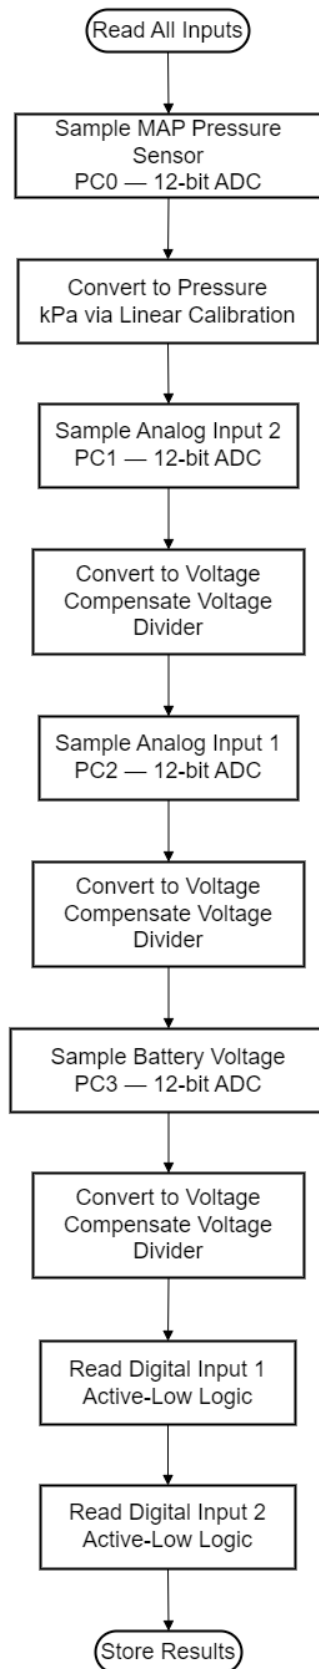 Read All Inputs
Sample MAP Pressure
Sensor
PC0 — 12-bit ADC
Convert to Pressure
kPa via Linear Calibration
Sample Analog Input 2
PC1 — 12-bit ADC
Convert to Voltage
Compensate Voltage
Divider
Sample Analog Input 1
PC2 — 12-bit ADC
Convert to Voltage
Compensate Voltage
Divider
Sample Battery Voltage
PC3 — 12-bit ADC
Convert to Voltage
Compensate Voltage
Divider
Read Digital Input 1
Active-Low Logic
Read Digital Input 2
Active-Low Logic
Store Results